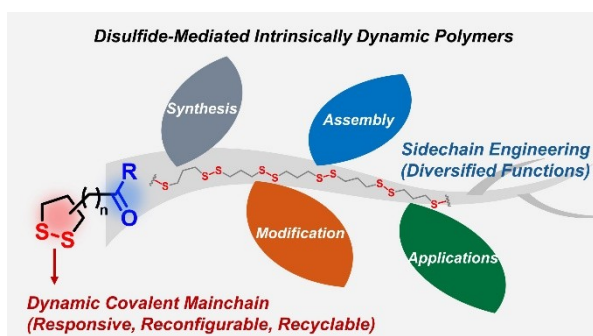 Disulfide-Mediated Intrinsically Dynamic Polymers
Synthesis
Assembly
Sidechain Engineering
(Diversified Functions)
R
( )n
O
S-S
S
S
S
S
S
S
S
S
S
S
Modification
Applications
Dynamic Covalent Mainchain
(Responsive, Reconfigurable, Recyclable)